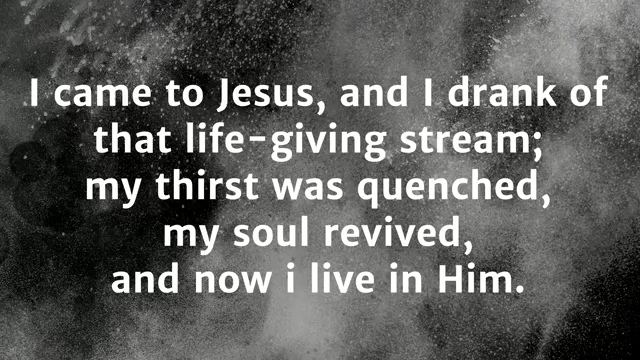 I came to Jesus, and I drank of
that life-giving stream;
my thirst was quenched,
my soul revived,
and now i live in Him.